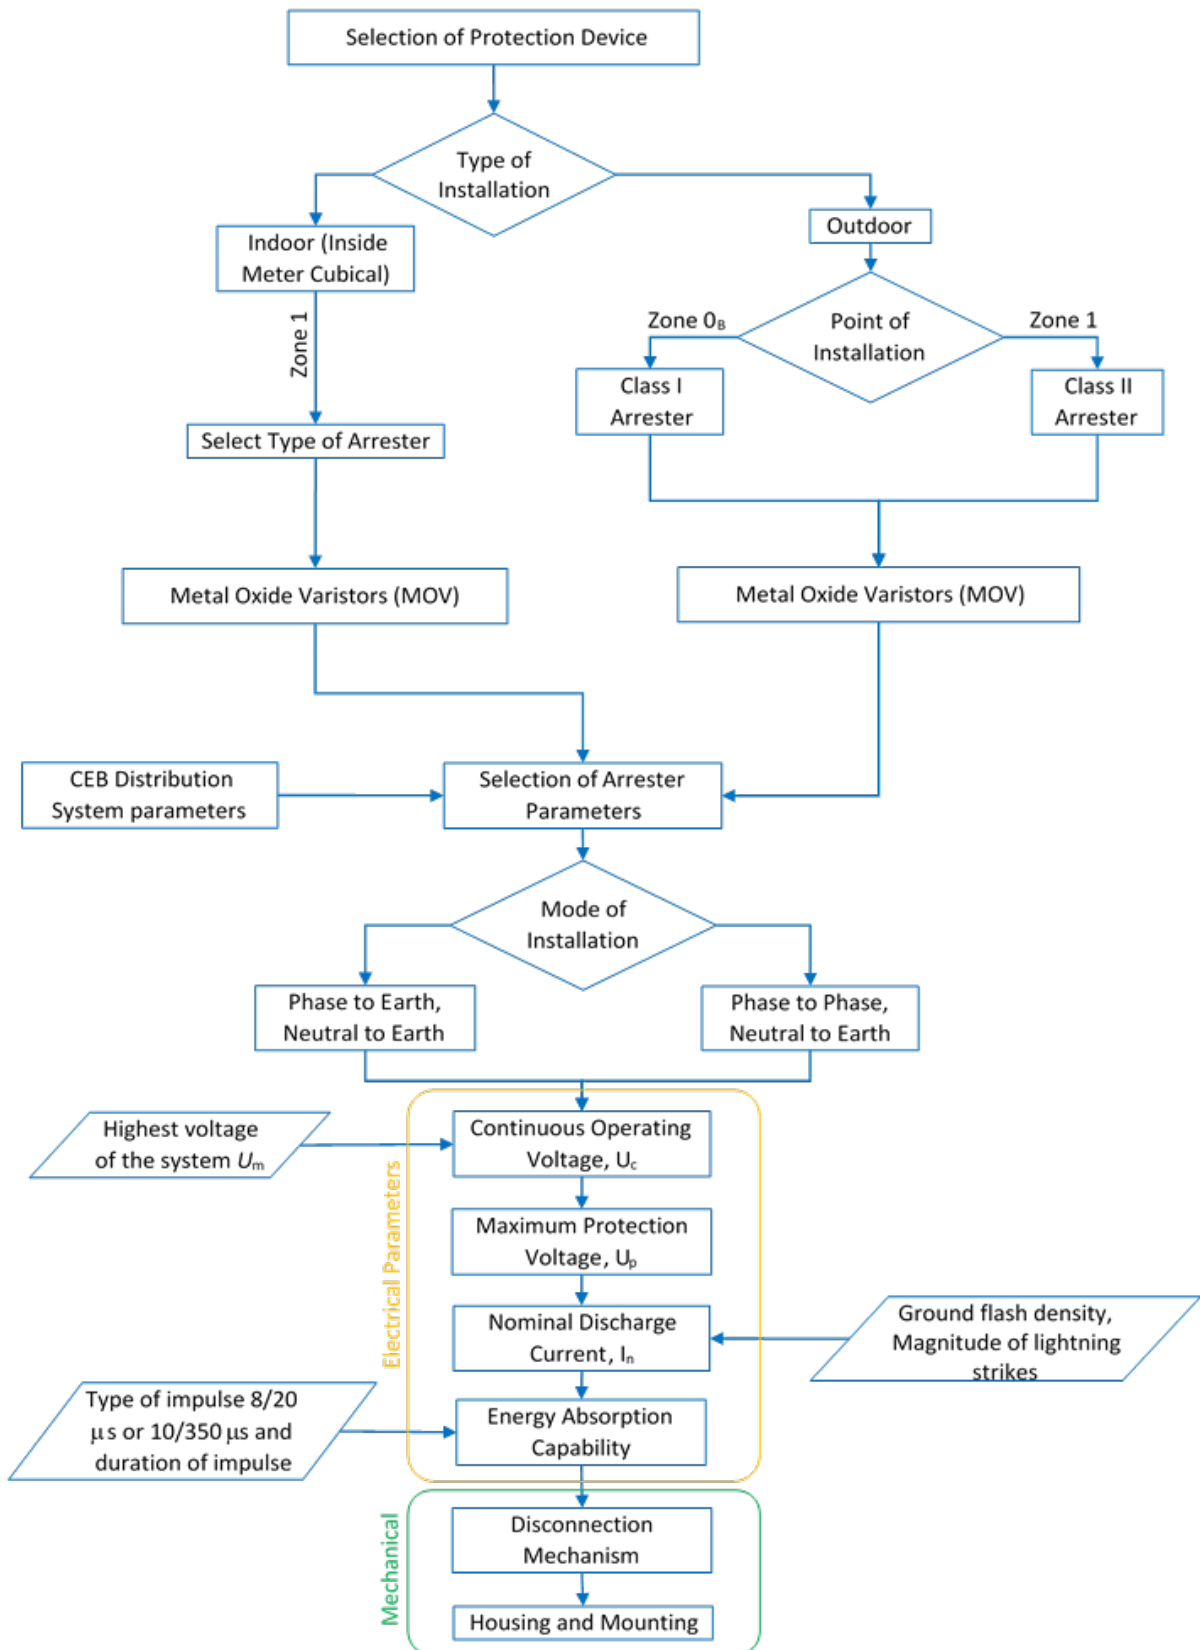 Selection of Protection Device
Type of
Installation
Indoor (Inside
Meter Cubical)
Outdoor
Zone 1
Zone 0B
Point of
Installation
Zone 1
Class I
Arrester
Class II
Arrester
Select Type of Arrester
Metal Oxide Varistors (MOV)
Metal Oxide Varistors (MOV)
CEB Distribution
System parameters
Selection of Arrester
Parameters
Mode of
Installation
Phase to Earth,
Neutral to Earth
Phase to Phase,
Neutral to Earth
Electrical Parameters
Highest voltage
of the system Um
Continuous Operating
Voltage, Uc
Maximum Protection
Voltage, Up
Nominal Discharge
Current, In
Ground flash density,
Magnitude of lightning
strikes
Type of impulse 8/20
μs or 10/350 μs and
duration of impulse
Energy Absorption
Capability
Mechanical
Disconnection
Mechanism
Housing and Mounting